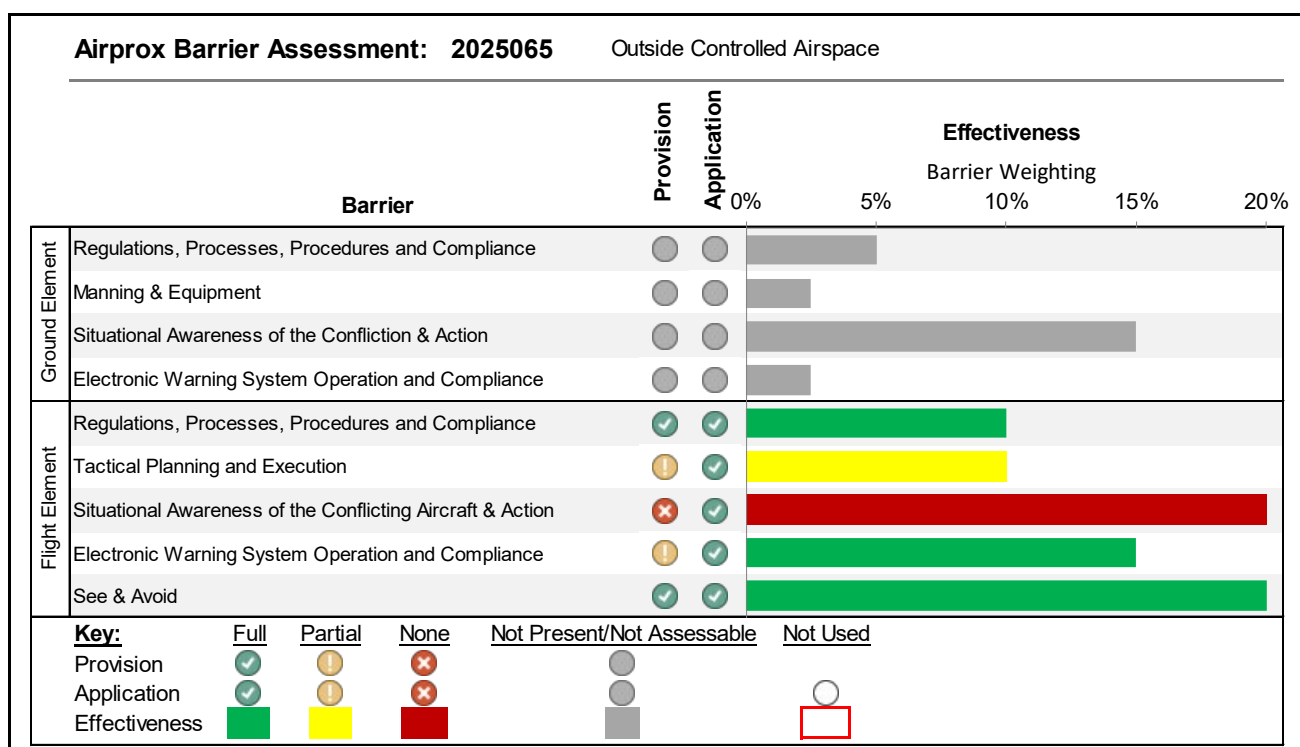 Airprox Barrier Assessment: 2025065 Outside Controlled Airspace
Provision
Application
Effectiveness
Barrier Weighting
Barrier
0% 5% 10% 15% 20%
Ground Element
Regulations, Processes, Procedures and Compliance
Manning & Equipment
Situational Awareness of the Confliction & Action
Electronic Warning System Operation and Compliance
Flight Element
Regulations, Processes, Procedures and Compliance
Tactical Planning and Execution
Situational Awareness of the Conflicting Aircraft & Action
Electronic Warning System Operation and Compliance
See & Avoid
Key: Full Partial None Not Present/Not Assessable Not Used
Provision
Application
Effectiveness